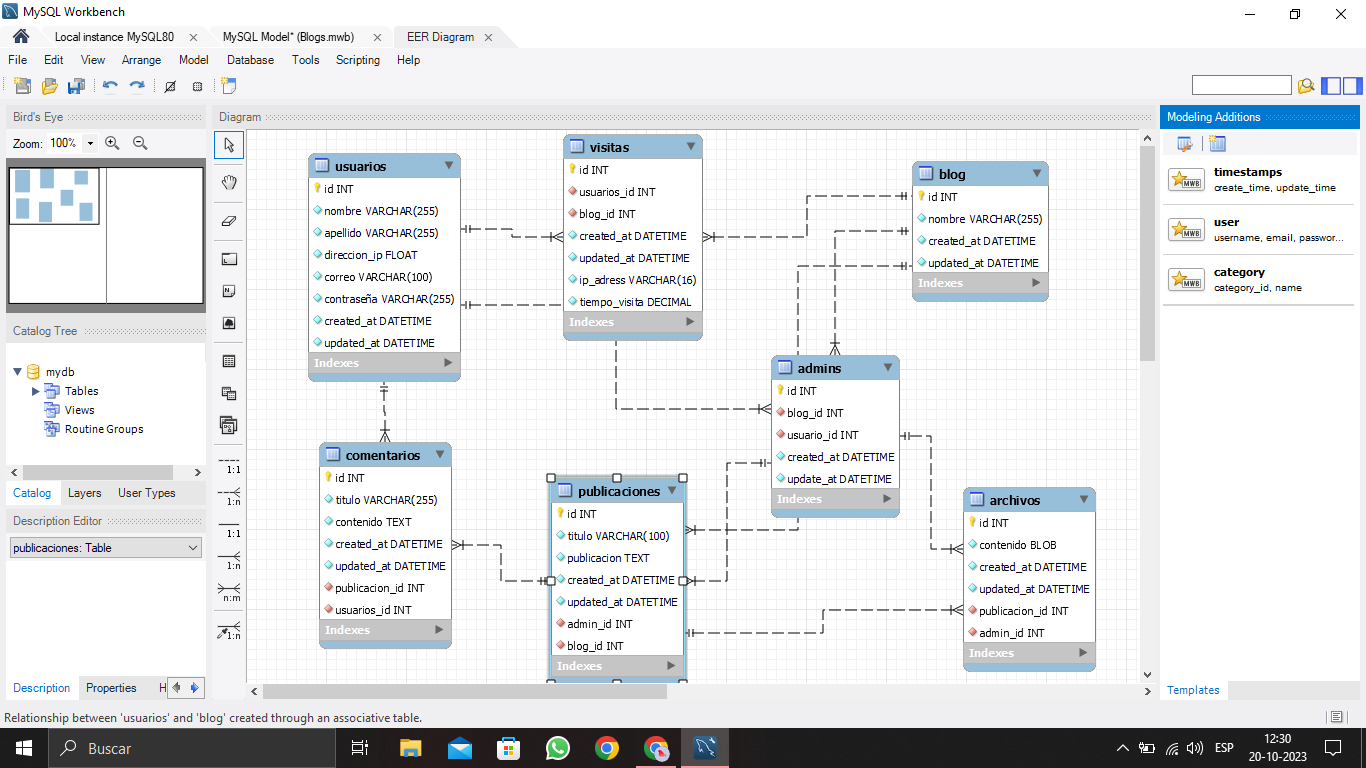 MySQL Workbench
Local instance MySQL80
MySQL Model* (Blogs.mwb)
EER Diagram
File Edit View Arrange Model Database Tools Scripting Help
Bird's Eye
Zoom: 100%
Catalog Tree
mydb
Tables
Views
Routine Groups
Catalog Layers User Types
Description Editor
publicaciones: Table
Description Properties H
Diagram
1:1
1:n
1:1
1:n
n:m
1:n
usuarios
id INT
nombre VARCHAR(255)
apellido VARCHAR(255)
direccion_ip FLOAT
correo VARCHAR(100)
contraseña VARCHAR(255)
created_at DATETIME
updated_at DATETIME
Indexes
visitas
id INT
usuarios_id INT
blog_id INT
created_at DATETIME
updated_at DATETIME
ip_adress VARCHAR(16)
tiempo_visita DECIMAL
Indexes
blog
id INT
nombre VARCHAR(255)
created_at DATETIME
updated_at DATETIME
Indexes
admins
id INT
blog_id INT
usuario_id INT
created_at DATETIME
update_at DATETIME
Indexes
comentarios
id INT
titulo VARCHAR(255)
contenido TEXT
created_at DATETIME
updated_at DATETIME
publicacion_id INT
usuarios_id INT
Indexes
publicaciones
id INT
titulo VARCHAR(100)
publicacion TEXT
created_at DATETIME
updated_at DATETIME
admin_id INT
blog_id INT
Indexes
archivos
id INT
contenido BLOB
created_at DATETIME
updated_at DATETIME
publicacion_id INT
admin_id INT
Indexes
Modeling Additions
MWB
timestamps
create_time, update_time
MWB
user
username, email, passwor...
MWB
category
category_id, name
Templates
Relationship between 'usuarios' and 'blog' created through an associative table.
Buscar
ESP
12:30
20-10-2023